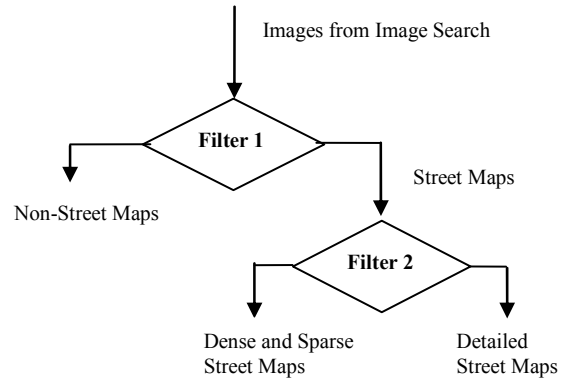 Images from Image Search
Filter 1
Street Maps
Non-Street Maps
Filter 2
Dense and Sparse
Street Maps
Detailed
Street Maps